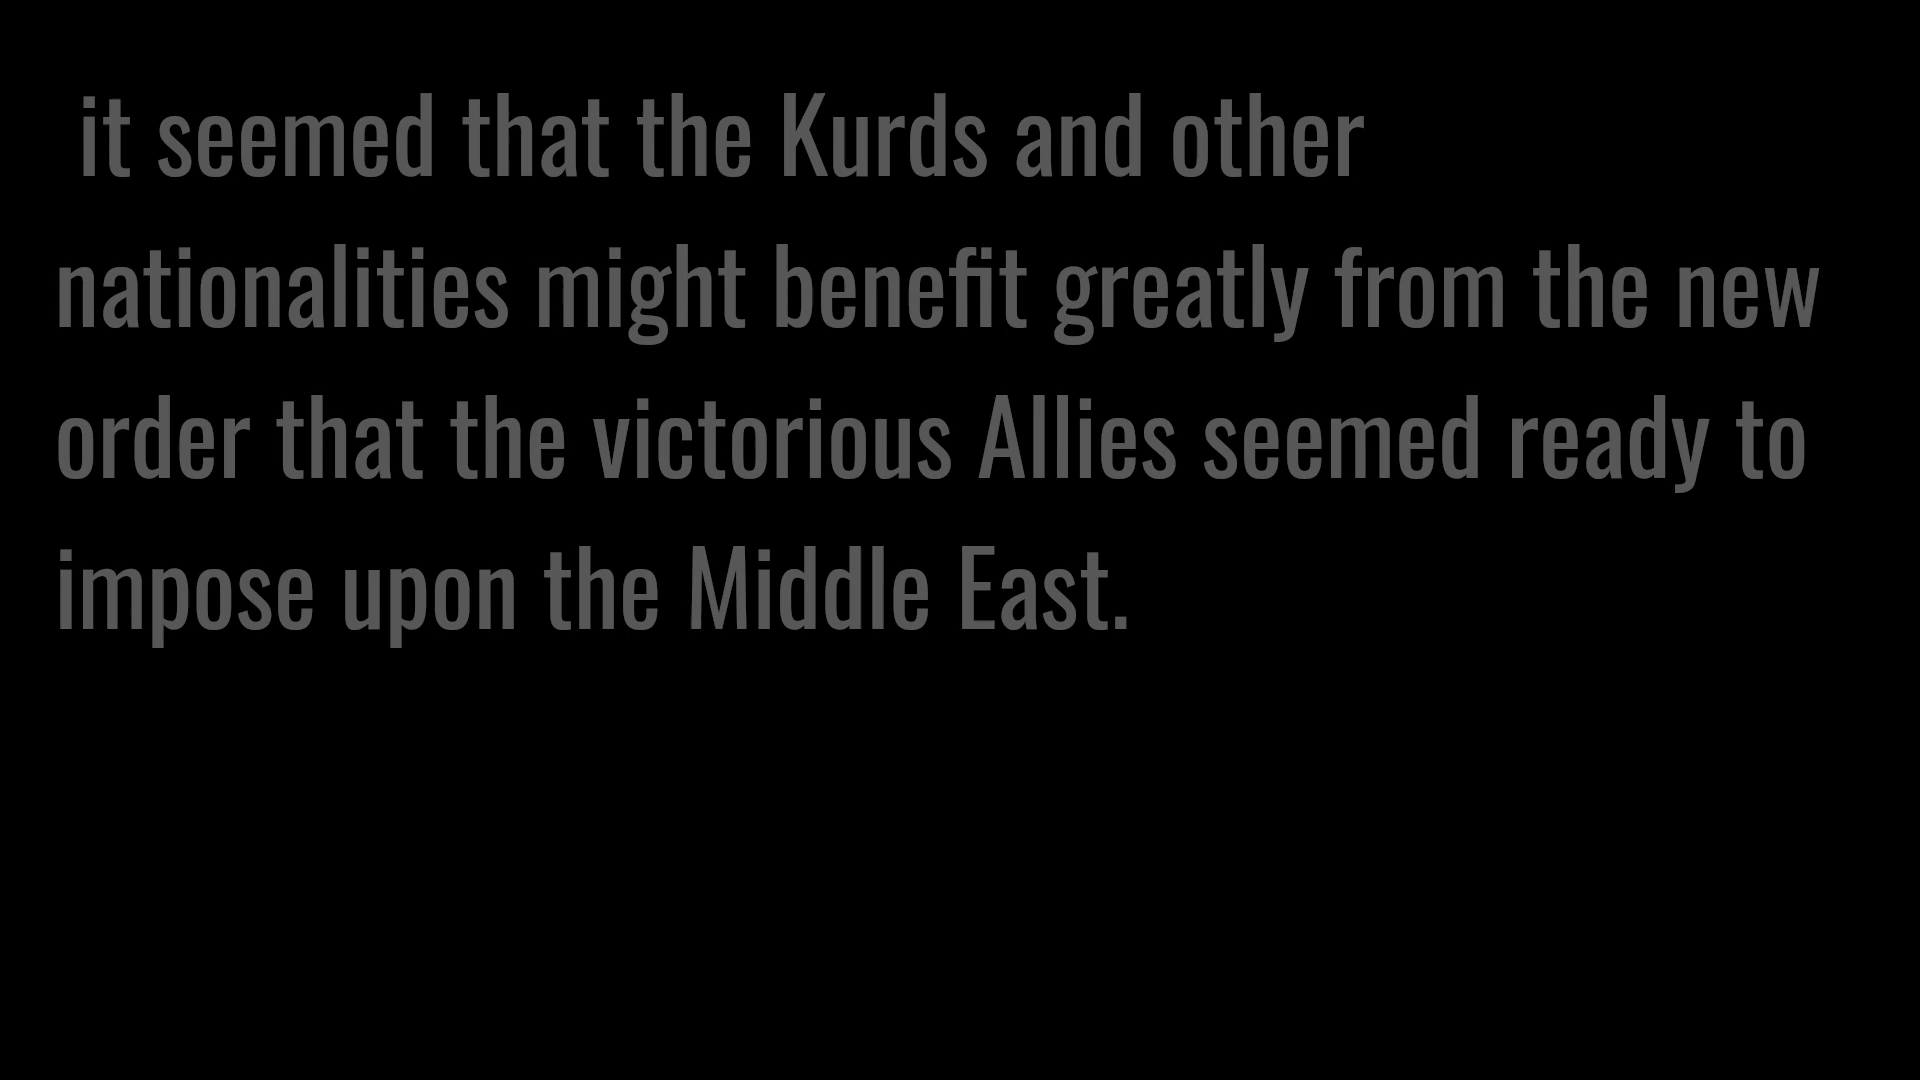 it seemed that the Kurds and other
nationalities might benefit greatly from the new
order that the victorious Allies seemed ready to
impose upon the Middle East.